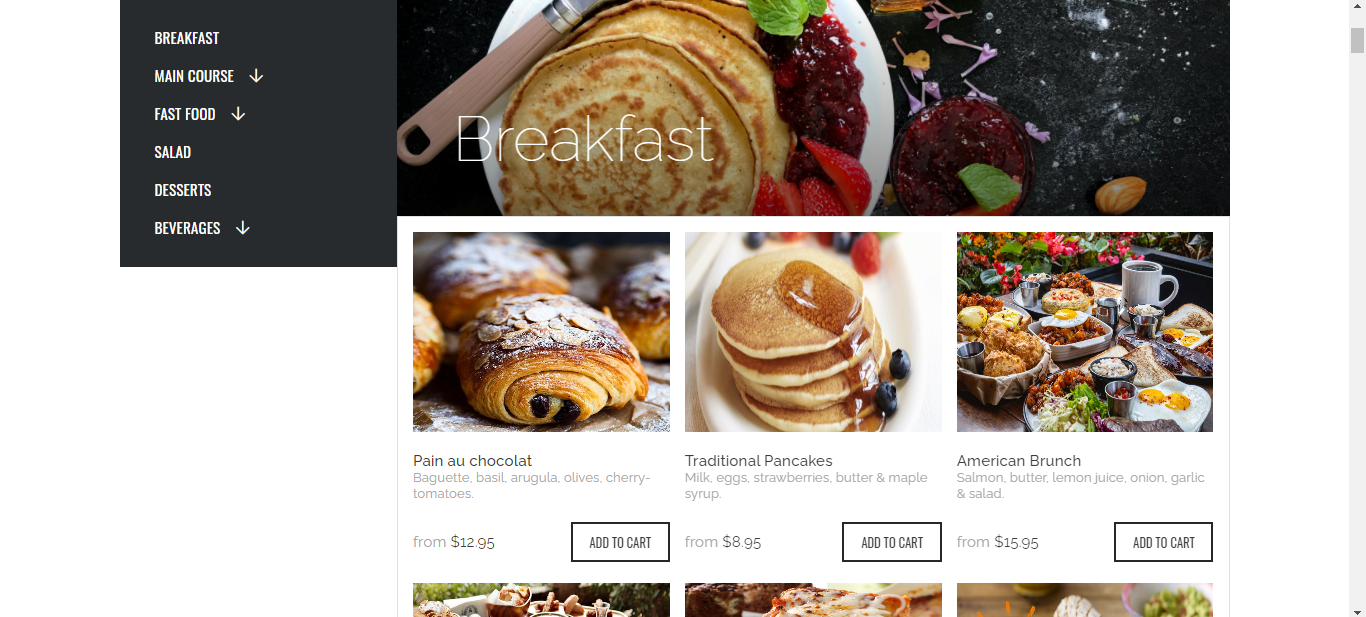 BREAKFAST
MAIN COURSE
FAST FOOD
SALAD
DESSERTS
BEVERAGES
Breakfast
Pain au chocolat
Baguette, basil, arugula, olives, cherry-
tomatoes.
from $12.95
ADD TO CART
Traditional Pancakes
Milk, eggs, strawberries, butter & maple
syrup.
from $8.95
ADD TO CART
American Brunch
Salmon, butter, lemon juice, onion, garlic
& salad.
from $15.95
ADD TO CART